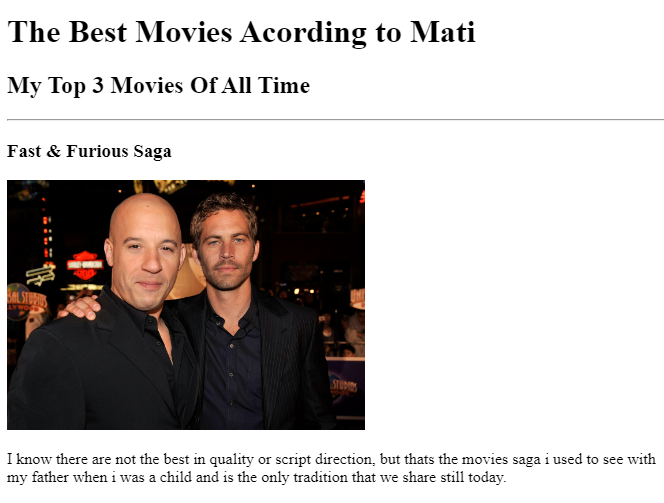 The Best Movies Acording to Mati
My Top 3 Movies Of All Time
Fast & Furious Saga
HARLEY-DAVIDSON
STUDIOS
I know there are not the best in quality or script direction, but thats the movies saga i used to see with
my father when i was a child and is the only tradition that we share still today.